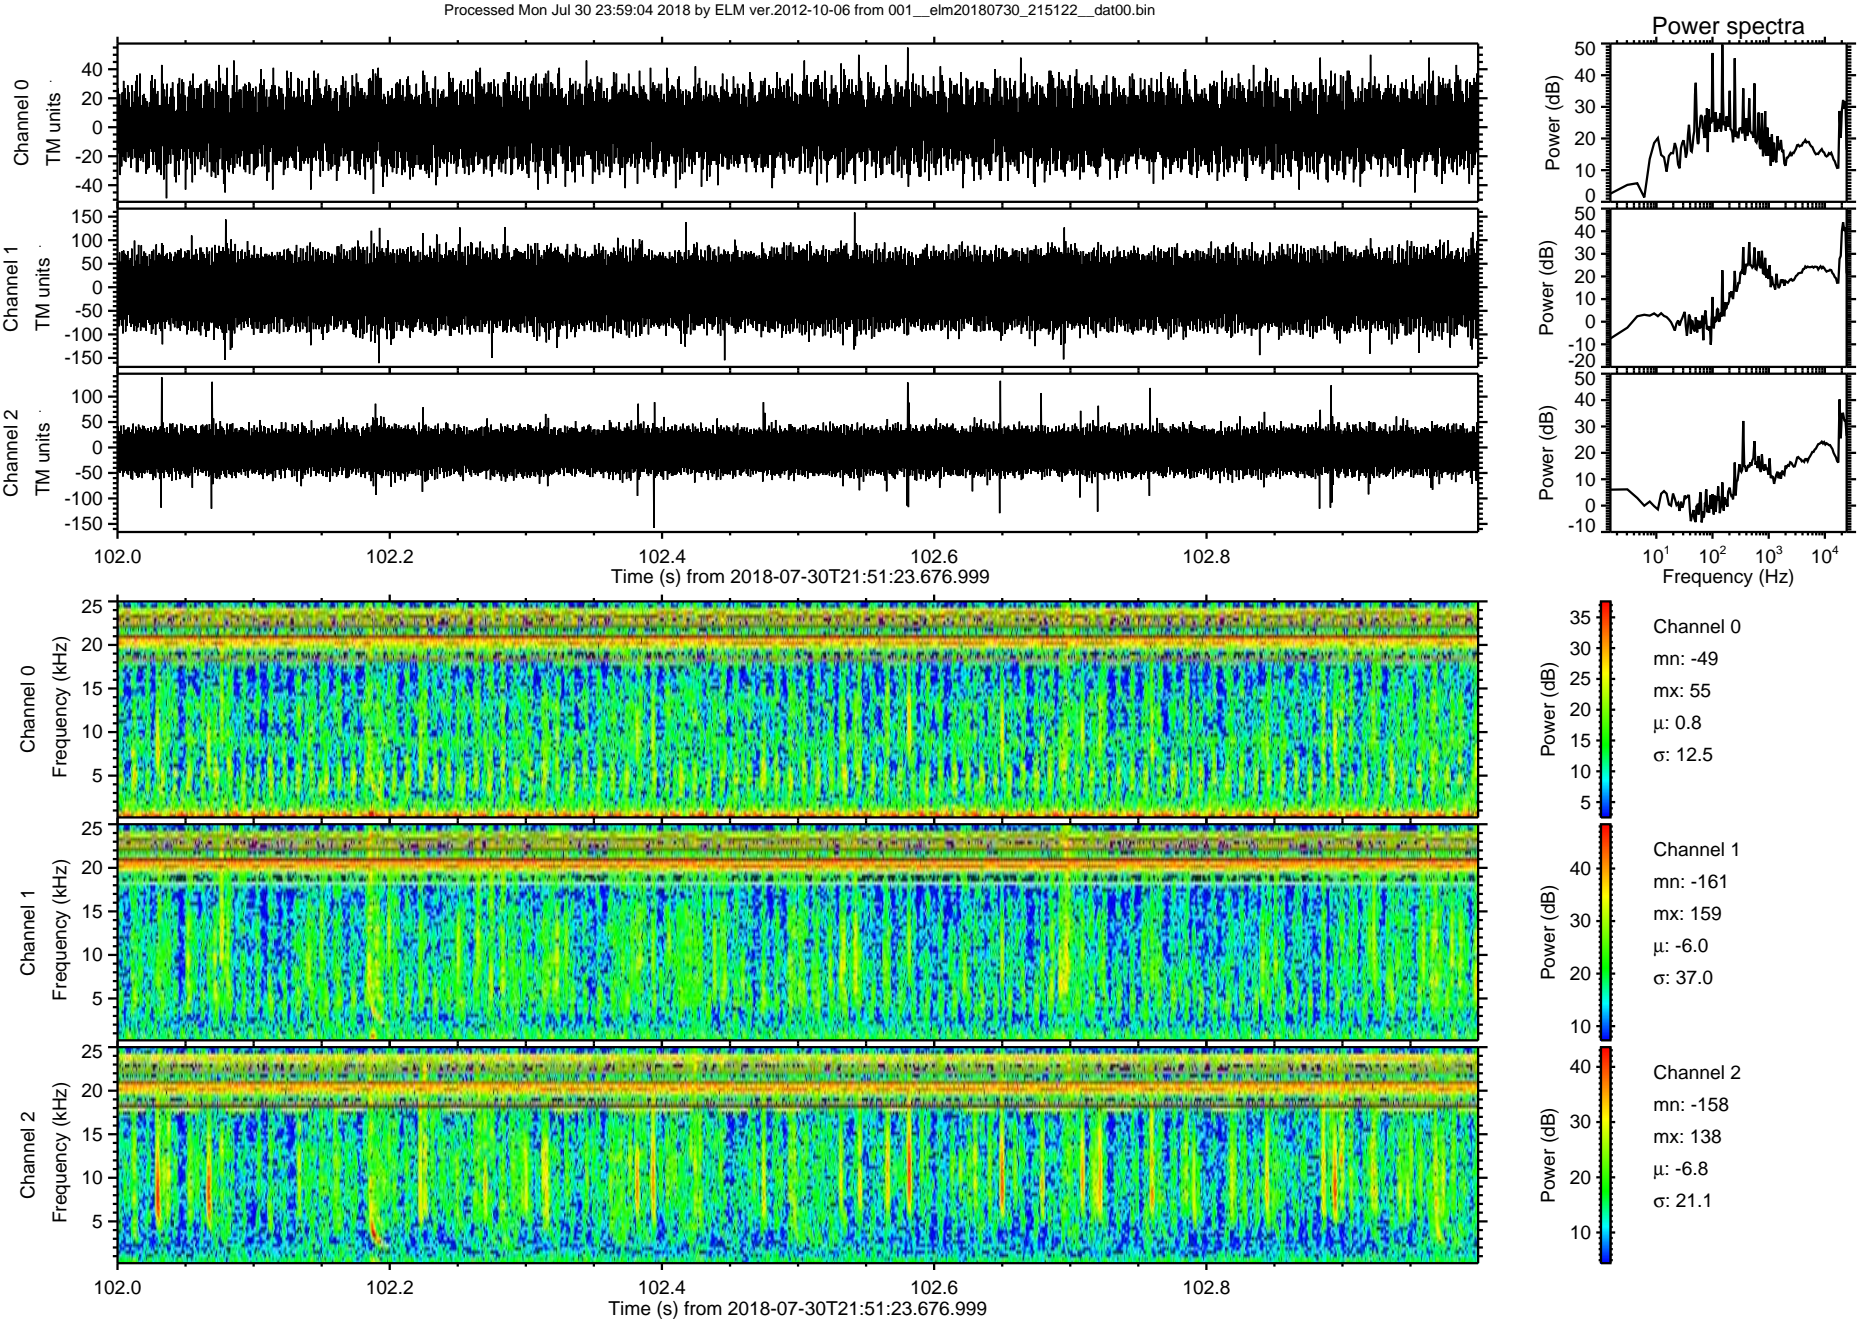 Processed Mon Jul 30 23:59:04 2018 by ELM ver.2012-10-06 from 001__elm20180730_215122__dat00.bin
Power spectra
Channel 0
TM units
40
20
0
-20
-40
Power (dB)
50
40
30
20
10
0
Channel 1
TM units
150
100
50
0
-50
-100
-150
Power (dB)
50
40
30
20
10
0
-10
-20
Channel 2
TM units
100
50
0
-50
-100
-150
Power (dB)
50
40
30
20
10
0
-10
102.0 102.2 102.4 102.6 102.8
Time (s) from 2018-07-30T21:51:23.676.999
10¹ 10² 10³ 10⁴
Frequency (Hz)
Channel 0
Frequency (kHz)
25
20
15
10
5
Power (dB)
35
30
25
20
15
10
5
Channel 0
mn: -49
mx: 55
μ: 0.8
σ: 12.5
Channel 1
Frequency (kHz)
25
20
15
10
5
Power (dB)
40
30
20
10
Channel 1
mn: -161
mx: 159
μ: -6.0
σ: 37.0
Channel 2
Frequency (kHz)
25
20
15
10
5
Power (dB)
40
30
20
10
Channel 2
mn: -158
mx: 138
μ: -6.8
σ: 21.1
102.0 102.2 102.4 102.6 102.8
Time (s) from 2018-07-30T21:51:23.676.999